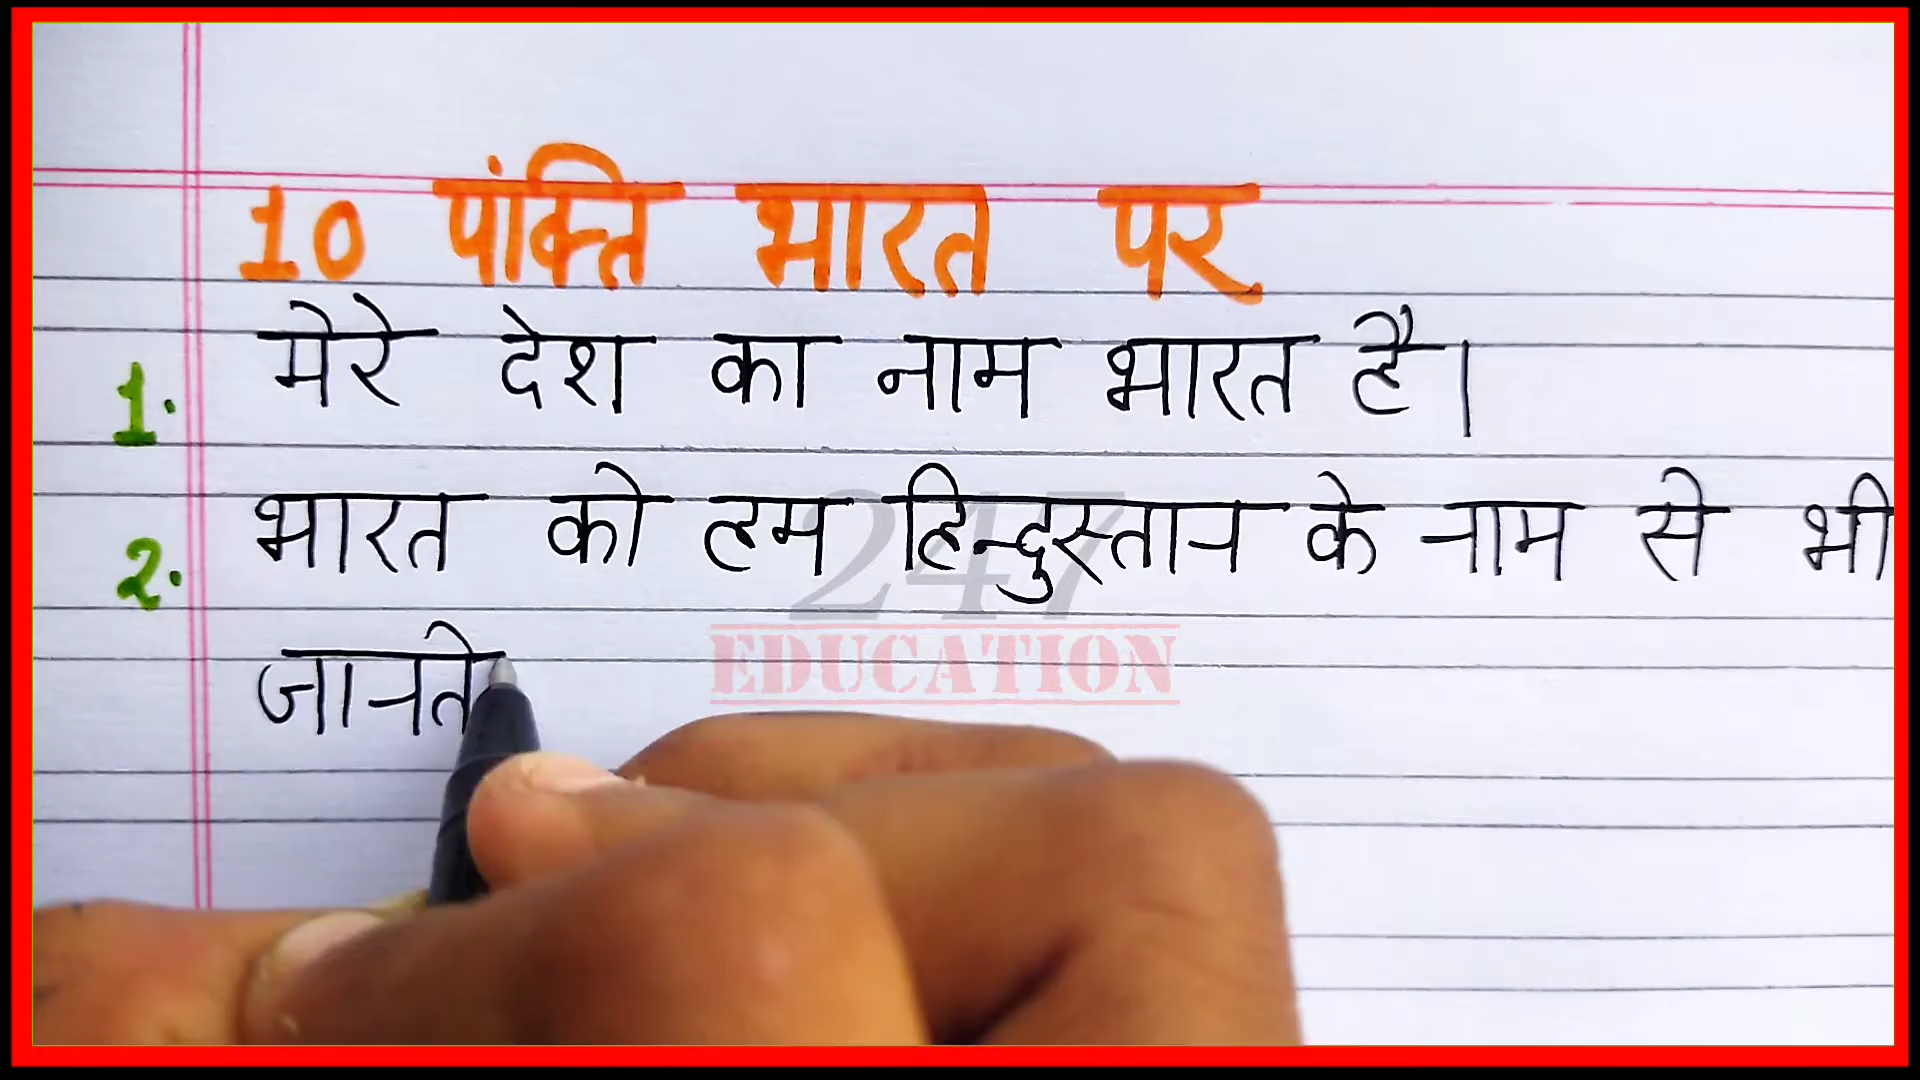 10 पंक्ति भारत पर
1. मेरे देश का नाम भारत है।
2. भारत को हम हिन्दुस्तान के नाम से भी
जानते
247
EDUCATION